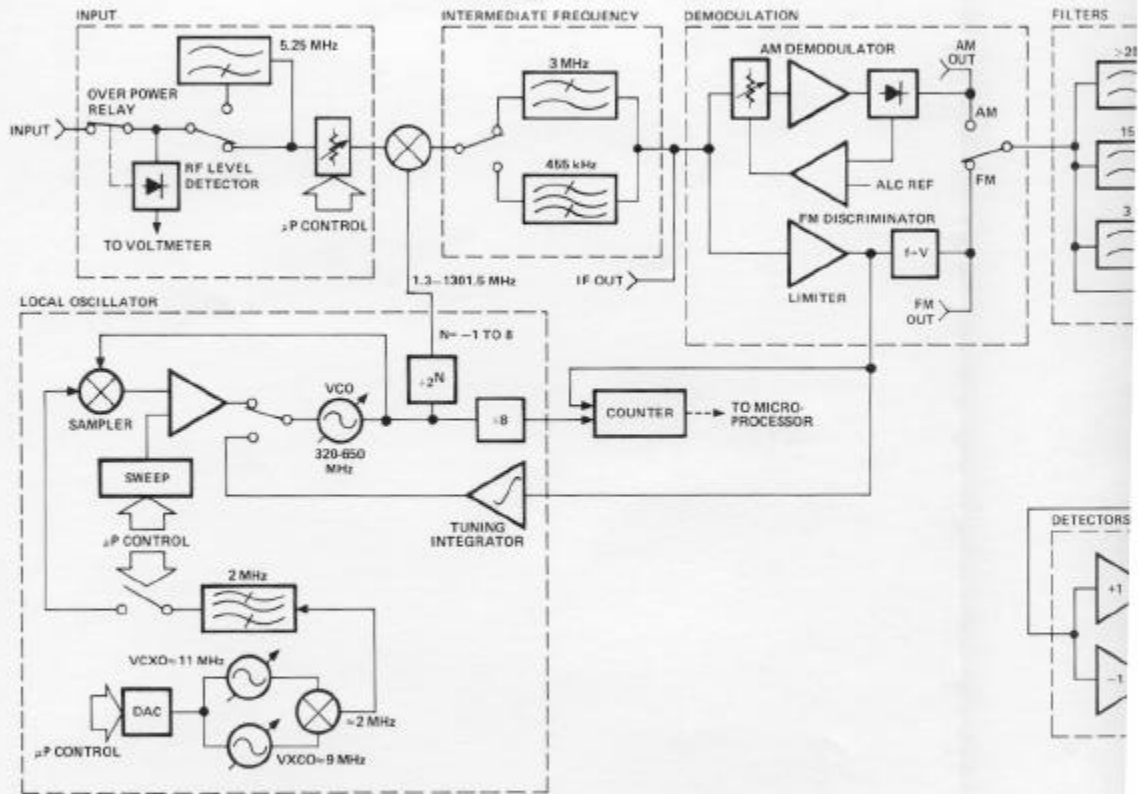 INPUT
INTERMEDIATE FREQUENCY
DEMODULATION
FILTERS
5.25 MHz
OVER POWER
RELAY
INPUT
RF LEVEL
DETECTOR
TO VOLTMETER
μP CONTROL
3 MHz
455 kHz
IF OUT
AM DEMODULATOR
AM
OUT
AM
FM
ALC REF
FM DISCRIMINATOR
f→V
LIMITER
FM
OUT
>20
15
3
1.3–1301.5 MHz
LOCAL OSCILLATOR
N= −1 TO 8
÷2N
VCO
SAMPLER
320-650
MHz
÷8
COUNTER
TO MICRO-
PROCESSOR
SWEEP
μP CONTROL
TUNING
INTEGRATOR
2 MHz
VCXO≈11 MHz
DAC
≈2 MHz
μP CONTROL
VXCO≈9 MHz
DETECTORS
+1
−1